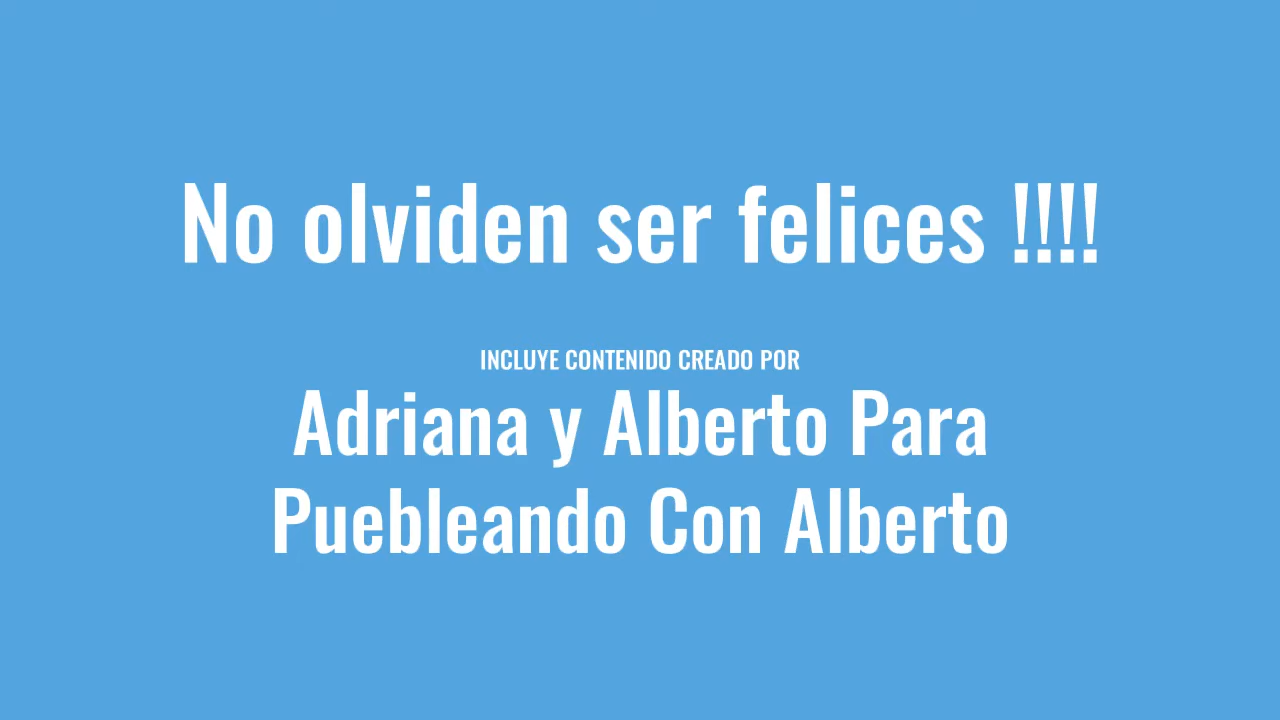 No olviden ser felices !!!!
INCLUYE CONTENIDO CREADO POR
Adriana y Alberto Para
Puebleando Con Alberto